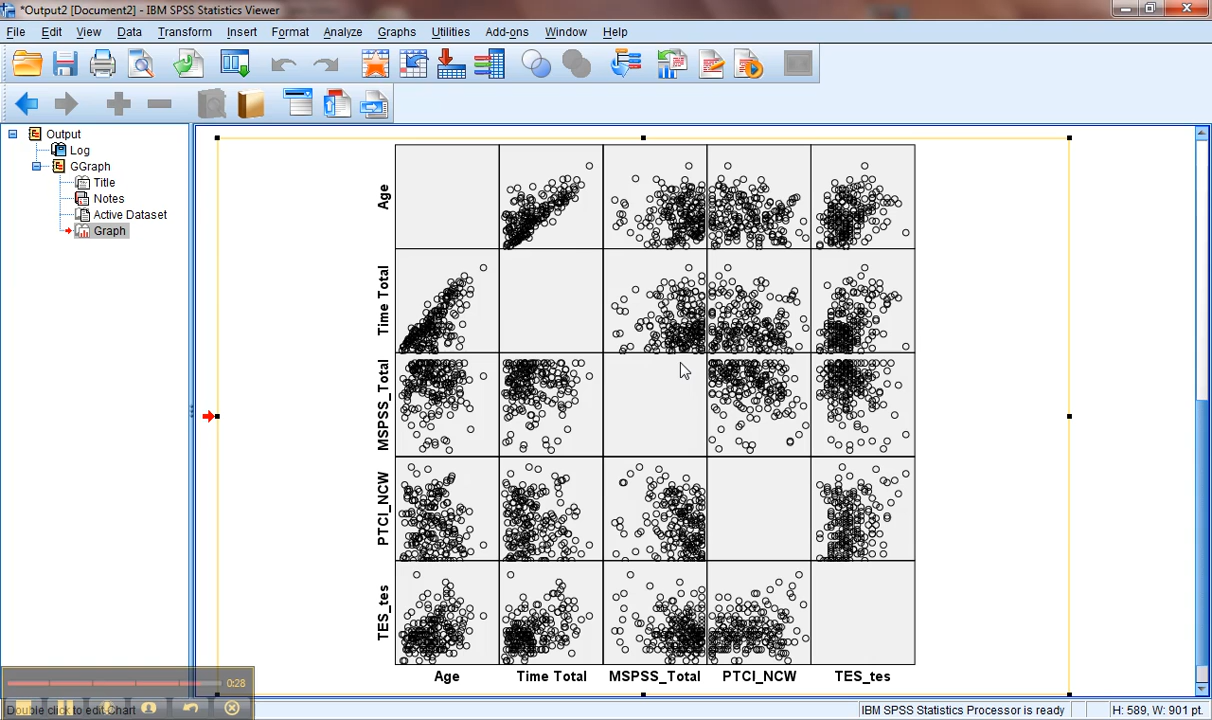 *Output2 [Document2] - IBM SPSS Statistics Viewer
File Edit View Data Transform Insert Format Analyze Graphs Utilities Add-ons Window Help
Output
Log
GGraph
Title
Notes
Active Dataset
Graph
Age
Time Total
MSPSS_Total
PTCI_NCW
TES_tes
Age Time Total MSPSS_Total PTCI_NCW TES_tes
0:28
Double click to edit Chart
IBM SPSS Statistics Processor is ready
H: 589, W: 901 pt.